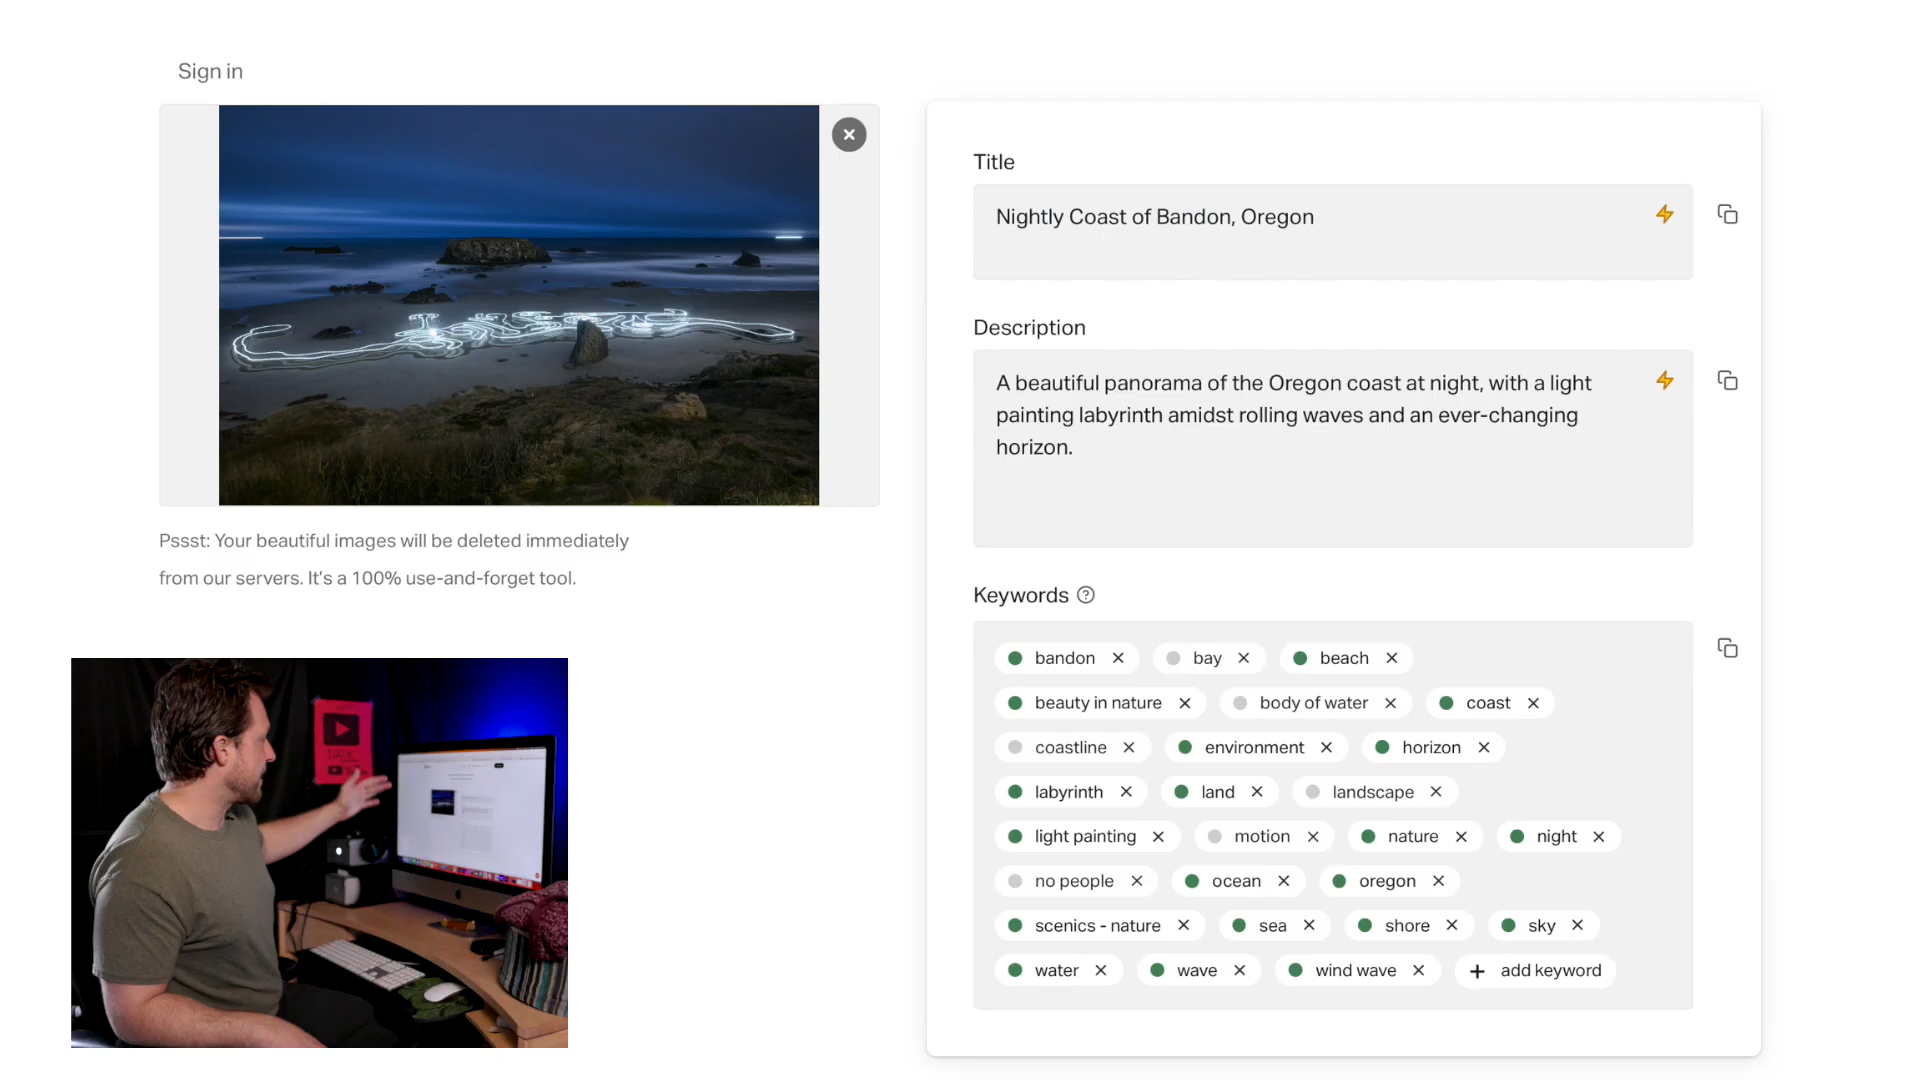 Sign in
Title
Nightly Coast of Bandon, Oregon
Description
A beautiful panorama of the Oregon coast at night, with a light
painting labyrinth amidst rolling waves and an ever-changing
horizon.
Pssst: Your beautiful images will be deleted immediately
from our servers. It's a 100% use-and-forget tool.
Keywords
bandon bay beach
beauty in nature body of water coast
coastline environment horizon
labyrinth land landscape
light painting motion nature night
no people ocean oregon
scenics - nature sea shore sky
water wave wind wave + add keyword